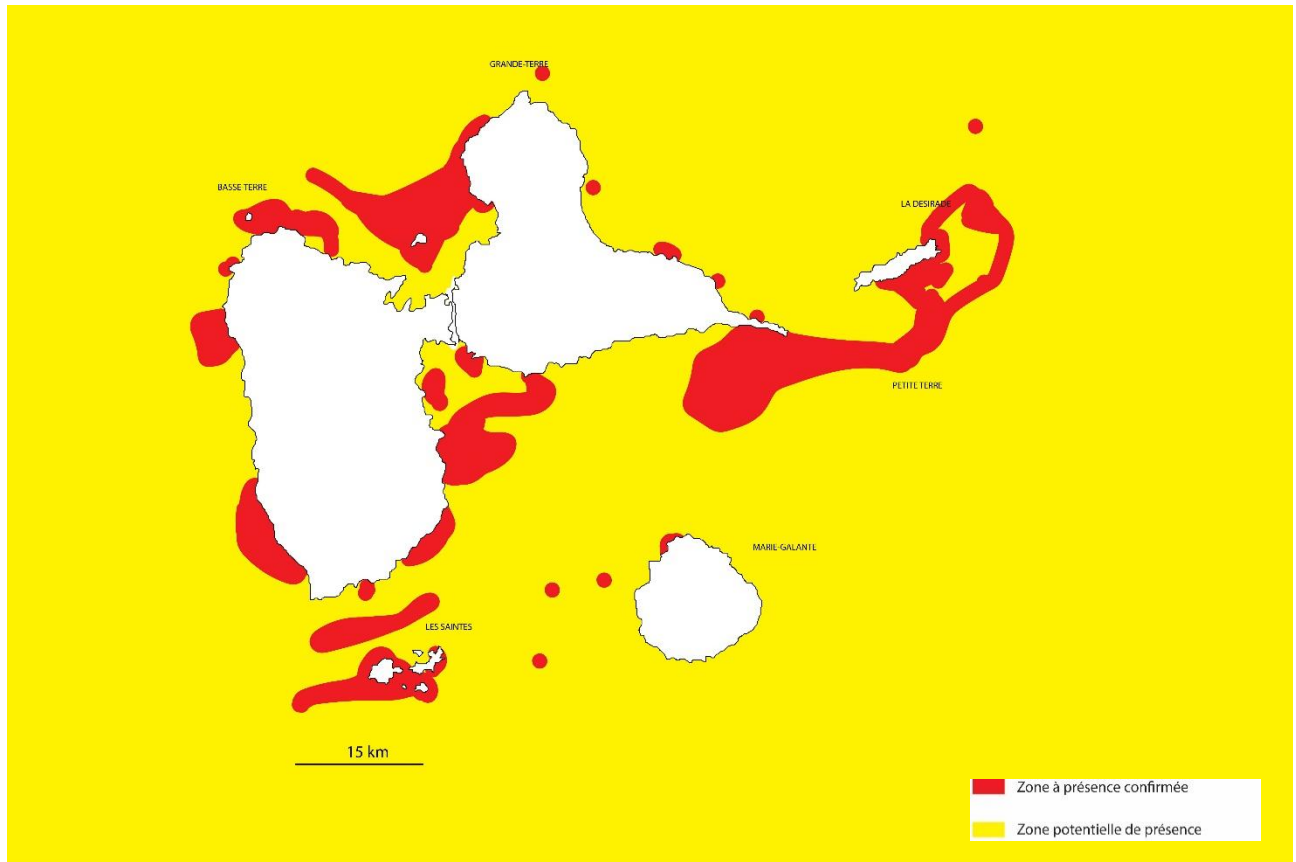 GRANDE-TERRE
BASSE TERRE
LA DESIRADE
PETITE TERRE
MARIE-GALANTE
LES SAINTES
15 km
Zone à présence confirmée
Zone potentielle de présence